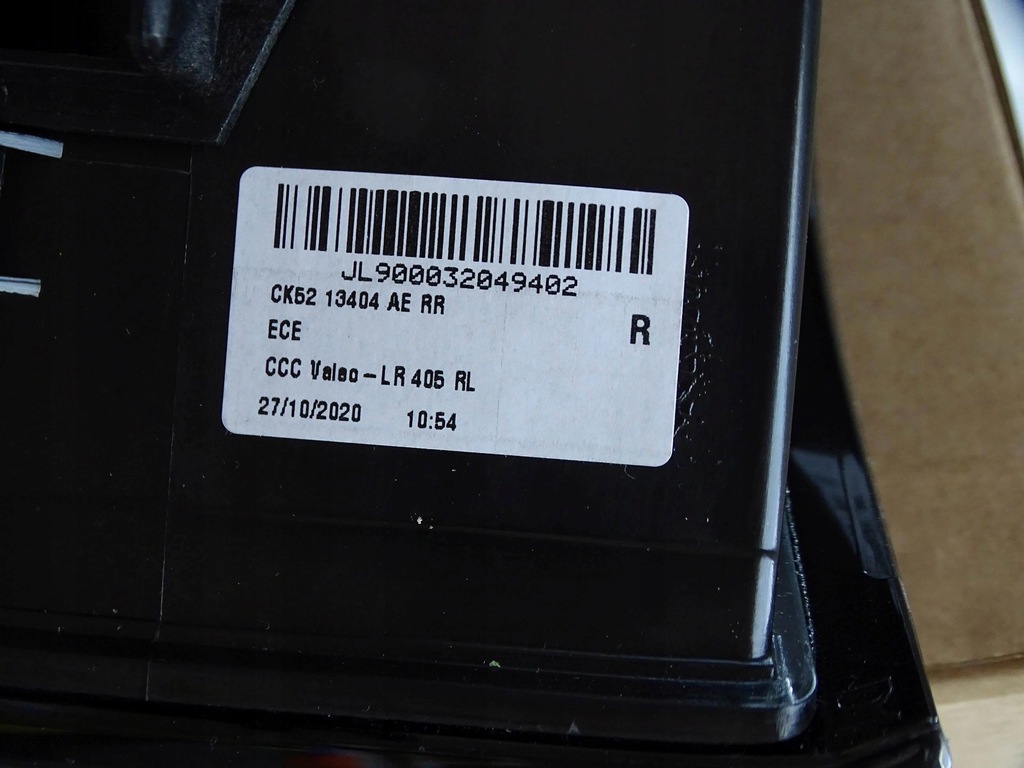 JL900032049402
CK52 13404 AE RR
R
ECE
CCC Valeo-LR 405 RL
27/10/2020 10:54